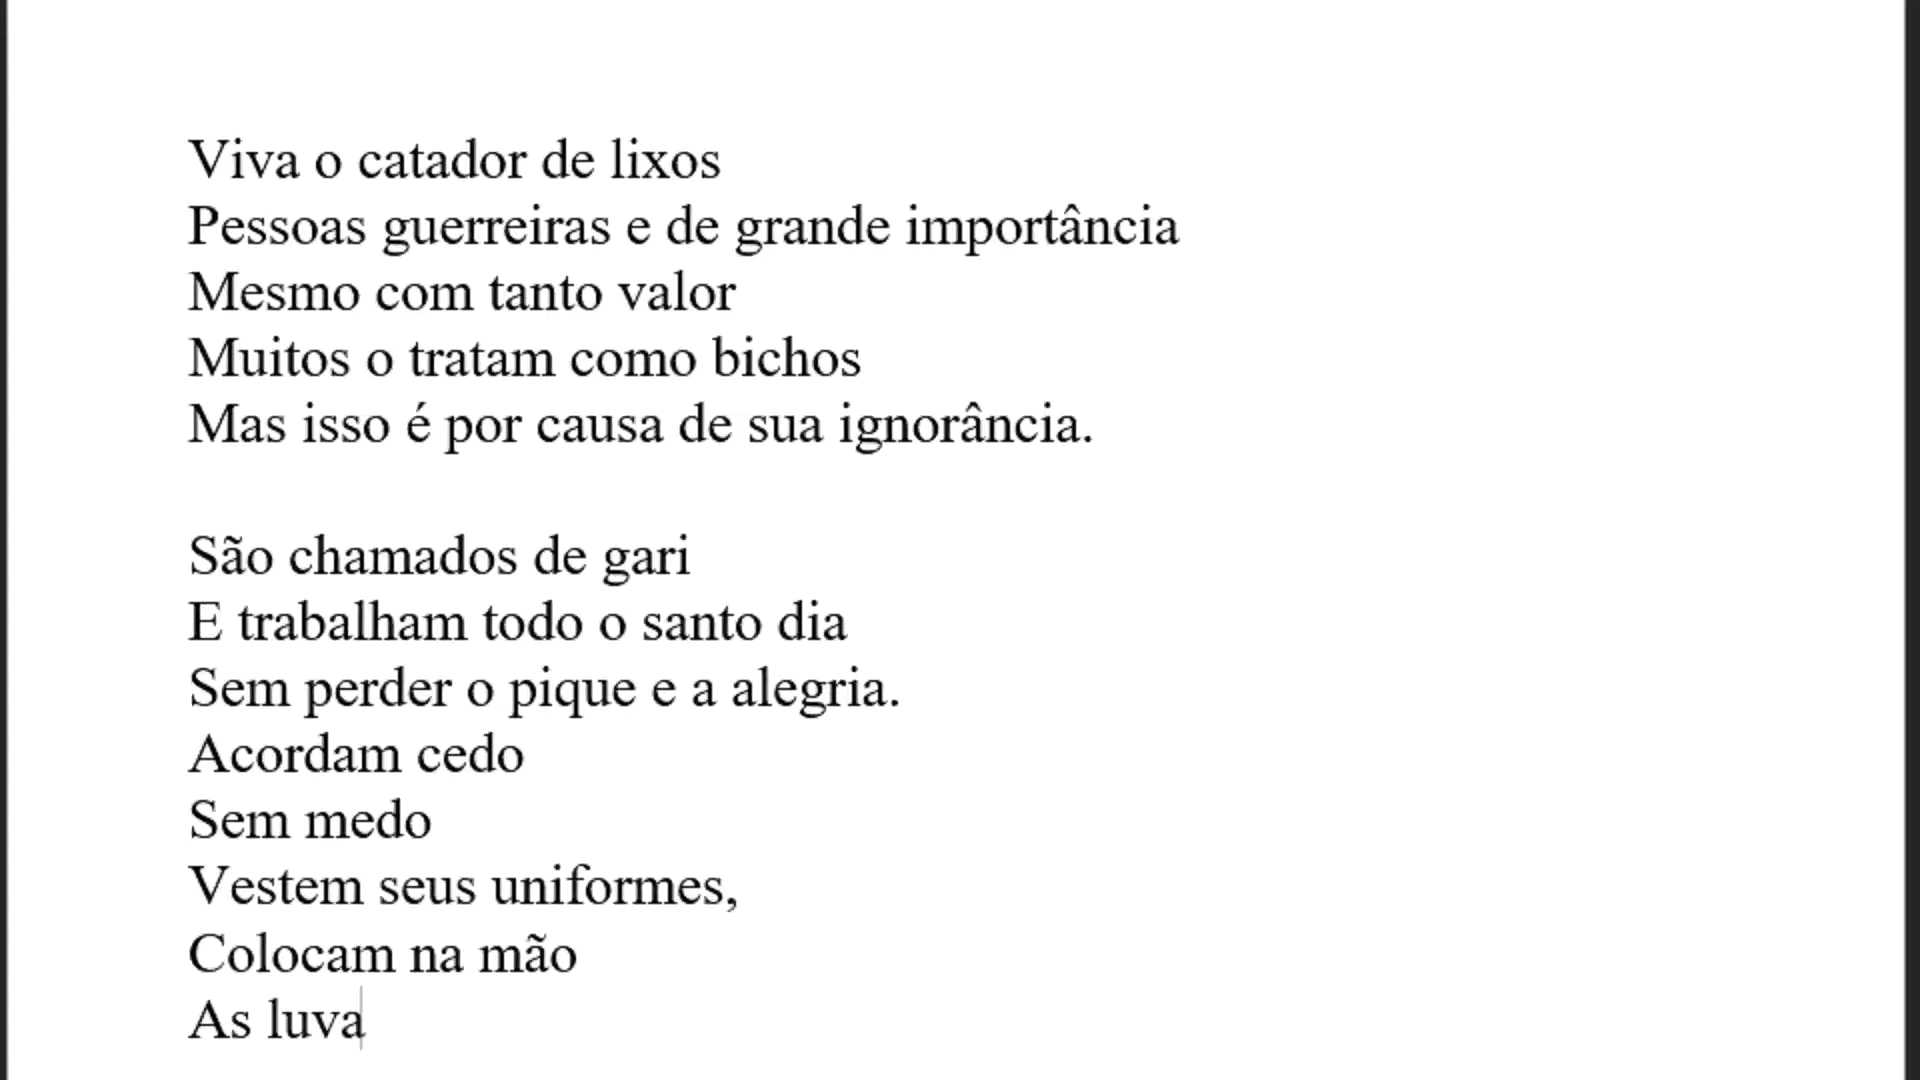 Viva o catador de lixos
Pessoas guerreiras e de grande importância
Mesmo com tanto valor
Muitos o tratam como bichos
Mas isso é por causa de sua ignorância.
São chamados de gari
E trabalham todo o santo dia
Sem perder o pique e a alegria.
Acordam cedo
Sem medo
Vestem seus uniformes,
Colocam na mão
As luva